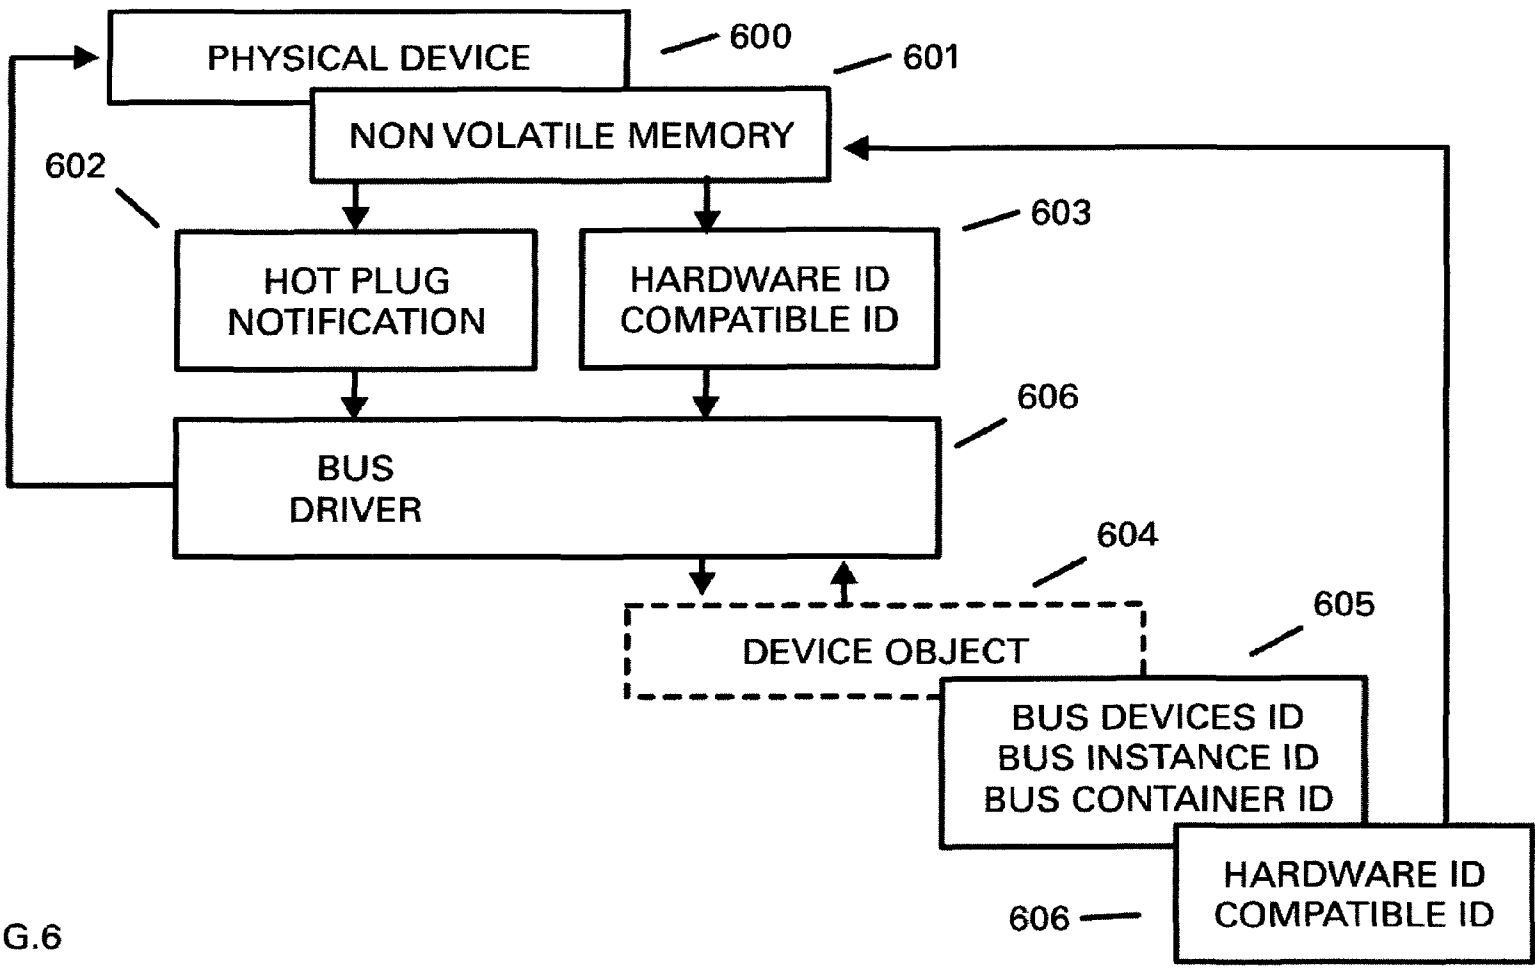 PHYSICAL DEVICE
600
601
NON VOLATILE MEMORY
602
603
HOT PLUG
NOTIFICATION
HARDWARE ID
COMPATIBLE ID
606
BUS
DRIVER
604
DEVICE OBJECT
605
BUS DEVICES ID
BUS INSTANCE ID
BUS CONTAINER ID
HARDWARE ID
COMPATIBLE ID
606
G.6